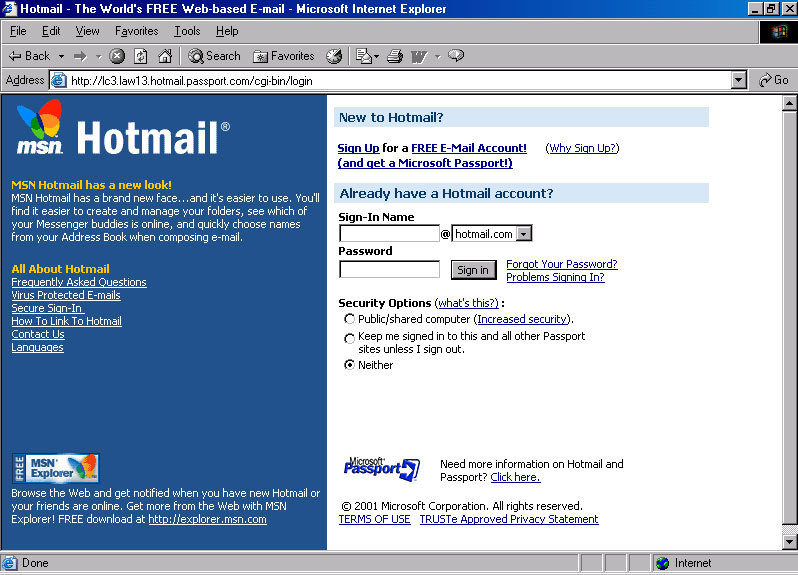 Hotmail - The World's FREE Web-based E-mail - Microsoft Internet Explorer
File Edit View Favorites Tools Help
Back Search Favorites
Address http://lc3.law13.hotmail.passport.com/cgi-bin/login Go
msn Hotmail®
MSN Hotmail has a new look!
MSN Hotmail has a brand new face...and it's easier to use. You'll
find it easier to create and manage your folders, see which of
your Messenger buddies is online, and quickly choose names
from your Address Book when composing e-mail.
All About Hotmail
Frequently Asked Questions
Virus Protected E-mails
Secure Sign-In
How To Link To Hotmail
Contact Us
Languages
FREE MSN Explorer
Browse the Web and get notified when you have new Hotmail or
your friends are online. Get more from the Web with MSN
Explorer! FREE download at http://explorer.msn.com
New to Hotmail?
Sign Up for a FREE E-Mail Account! (Why Sign Up?)
(and get a Microsoft Passport!)
Already have a Hotmail account?
Sign-In Name
@ hotmail.com
Password
Sign in
Forgot Your Password?
Problems Signing In?
Security Options (what's this?) :
Public/shared computer (Increased security).
Keep me signed in to this and all other Passport
sites unless I sign out.
Neither
Microsoft Passport
Need more information on Hotmail and
Passport? Click here.
© 2001 Microsoft Corporation. All rights reserved.
TERMS OF USE TRUSTe Approved Privacy Statement
Done Internet